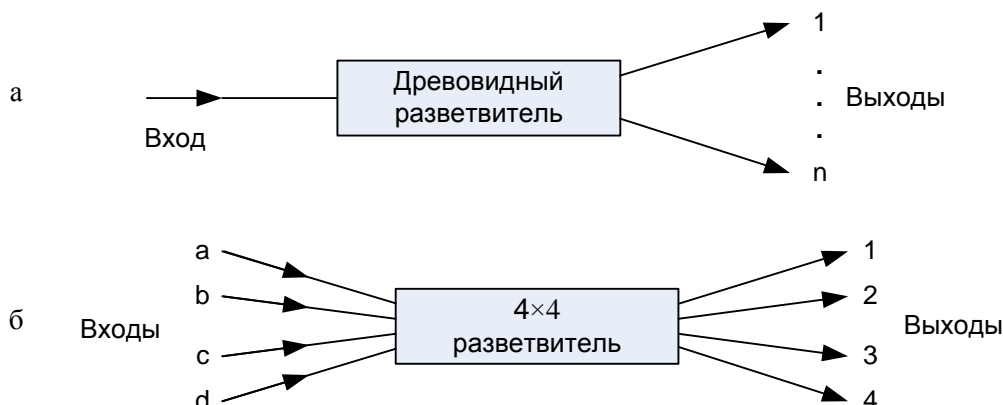 1
а
Древовидный
разветвитель
.
.
.
Выходы
Вход
n
a
1
b
2
б
Входы
4×4
разветвитель
Выходы
c
3
d
4